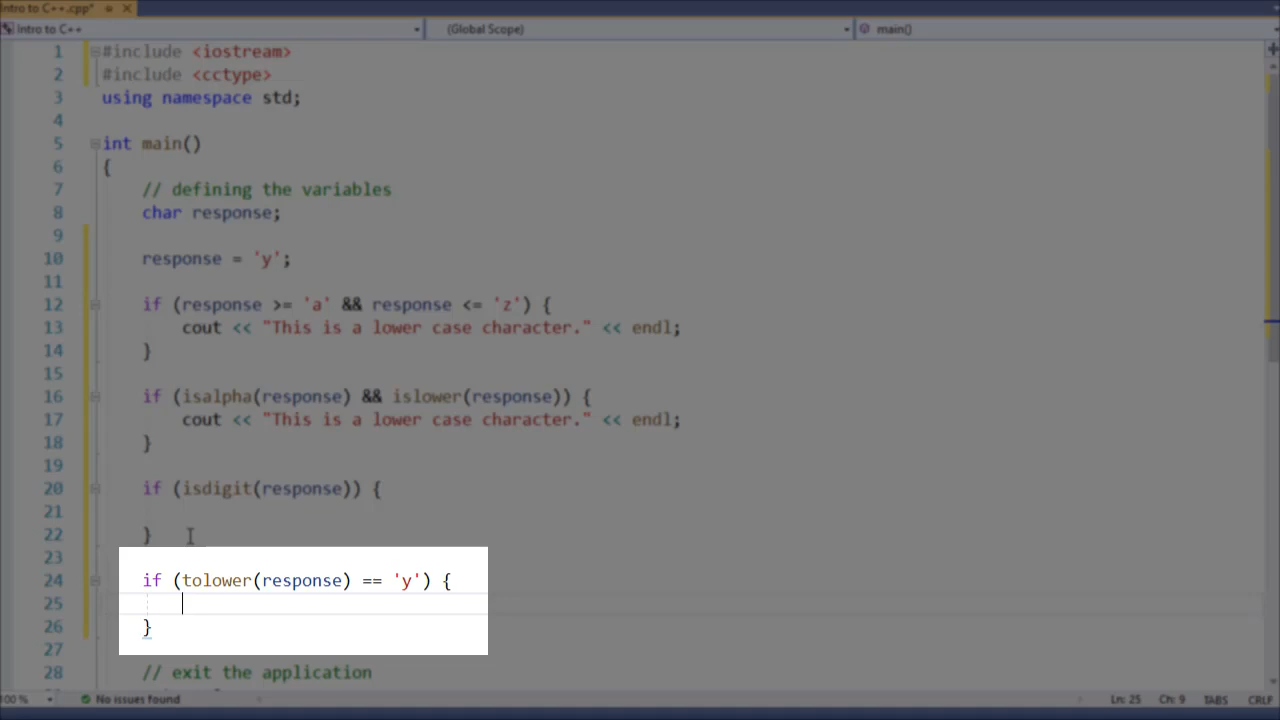 Intro to C++.cpp*
Intro to C++ (Global Scope) main()
1 #include <iostream>
2 #include <cctype>
3 using namespace std;
4
5 int main()
6 {
7 // defining the variables
8 char response;
9
10 response = 'y';
11
12 if (response >= 'a' && response <= 'z') {
13 cout << "This is a lower case character." << endl;
14 }
15
16 if (isalpha(response) && islower(response)) {
17 cout << "This is a lower case character." << endl;
18 }
19
20 if (isdigit(response)) {
21
22 }
23
24 if (tolower(response) == 'y') {
25
26 }
27
28 // exit the application
100 % No issues found Ln: 25 Ch: 9 TABS CRLF